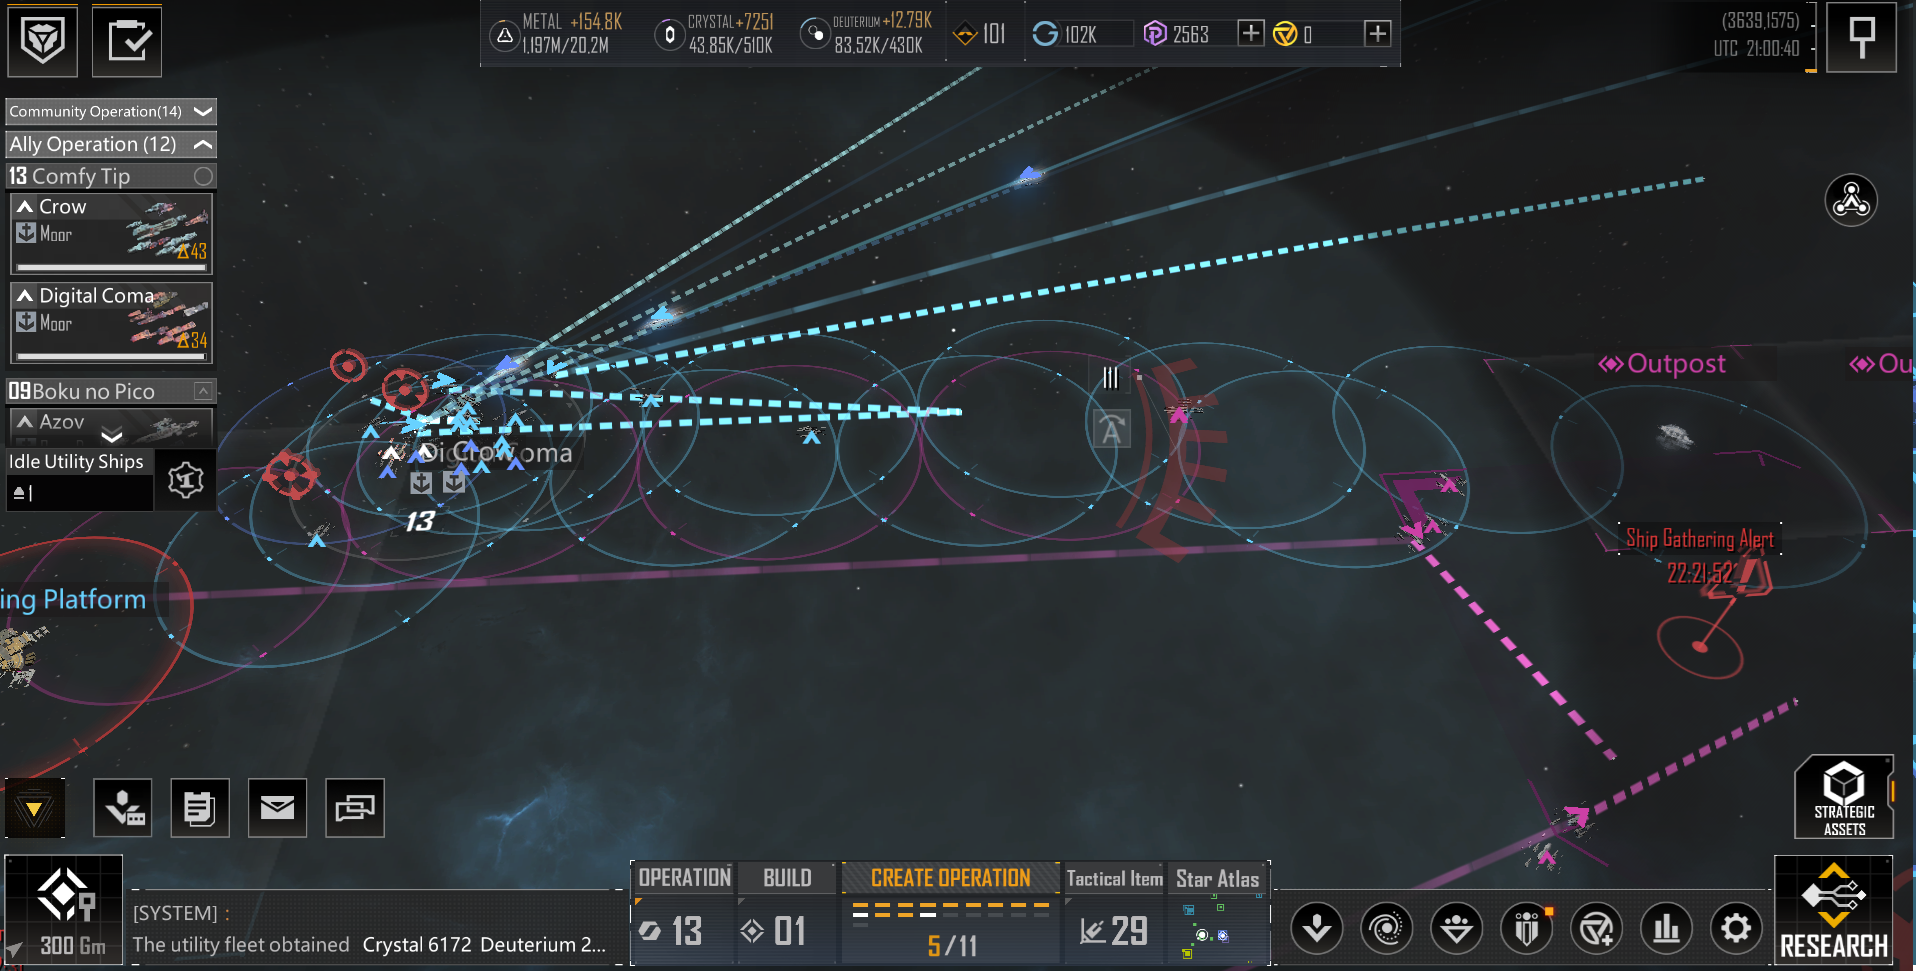 METAL +154.8K
1.197M/20.2M
CRYSTAL+7251
43.85K/510K
DEUTERIUM +12.79K
83.52K/430K
101
102K
2563
0
(3639,1575)
UTC 21:00:40
Community Operation(14)
Ally Operation (12)
13 Comfy Tip
Crow
Moor
43
Digital Coma
Moor
34
09 Boku no Pico
Azov
Idle Utility Ships
1
Outpost
Ou
A
13
Ship Gathering Alert
22:21:52
ing Platform
STRATEGIC
ASSETS
300 Gm
[SYSTEM] :
The utility fleet obtained Crystal 6172 Deuterium 2...
OPERATION
13
BUILD
01
CREATE OPERATION
5/11
Tactical Item
29
Star Atlas
RESEARCH